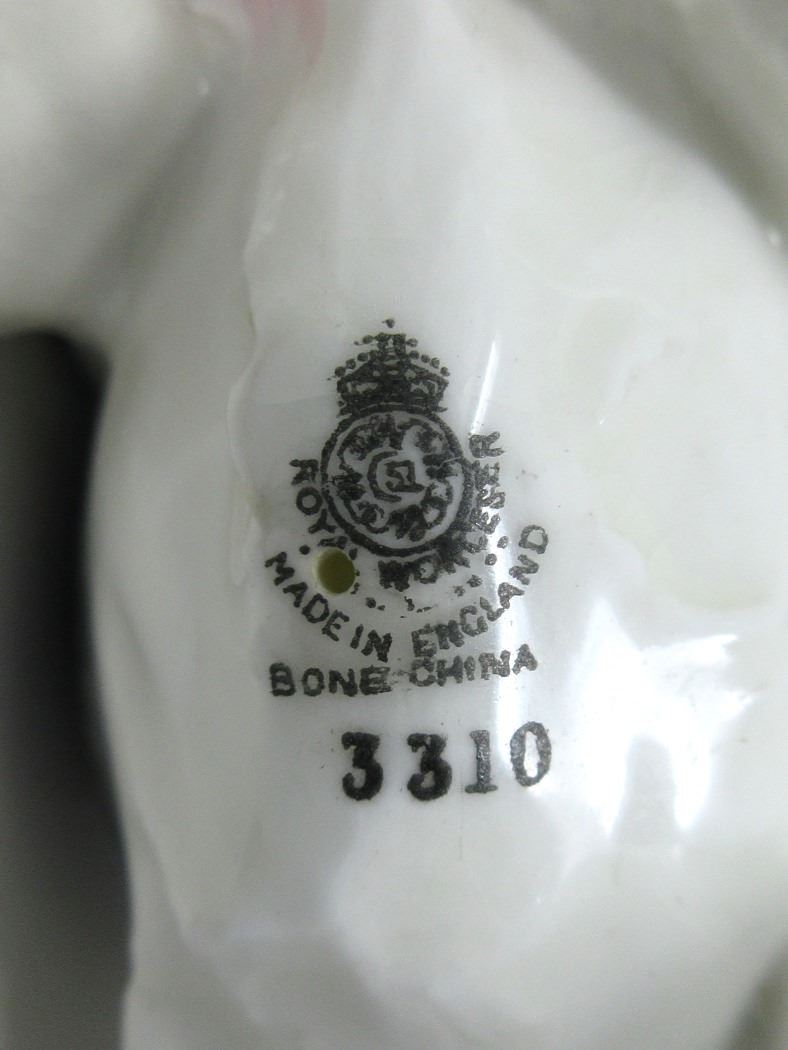 ROYAL WORCESTER
MADE IN ENGLAND
BONE CHINA
3310